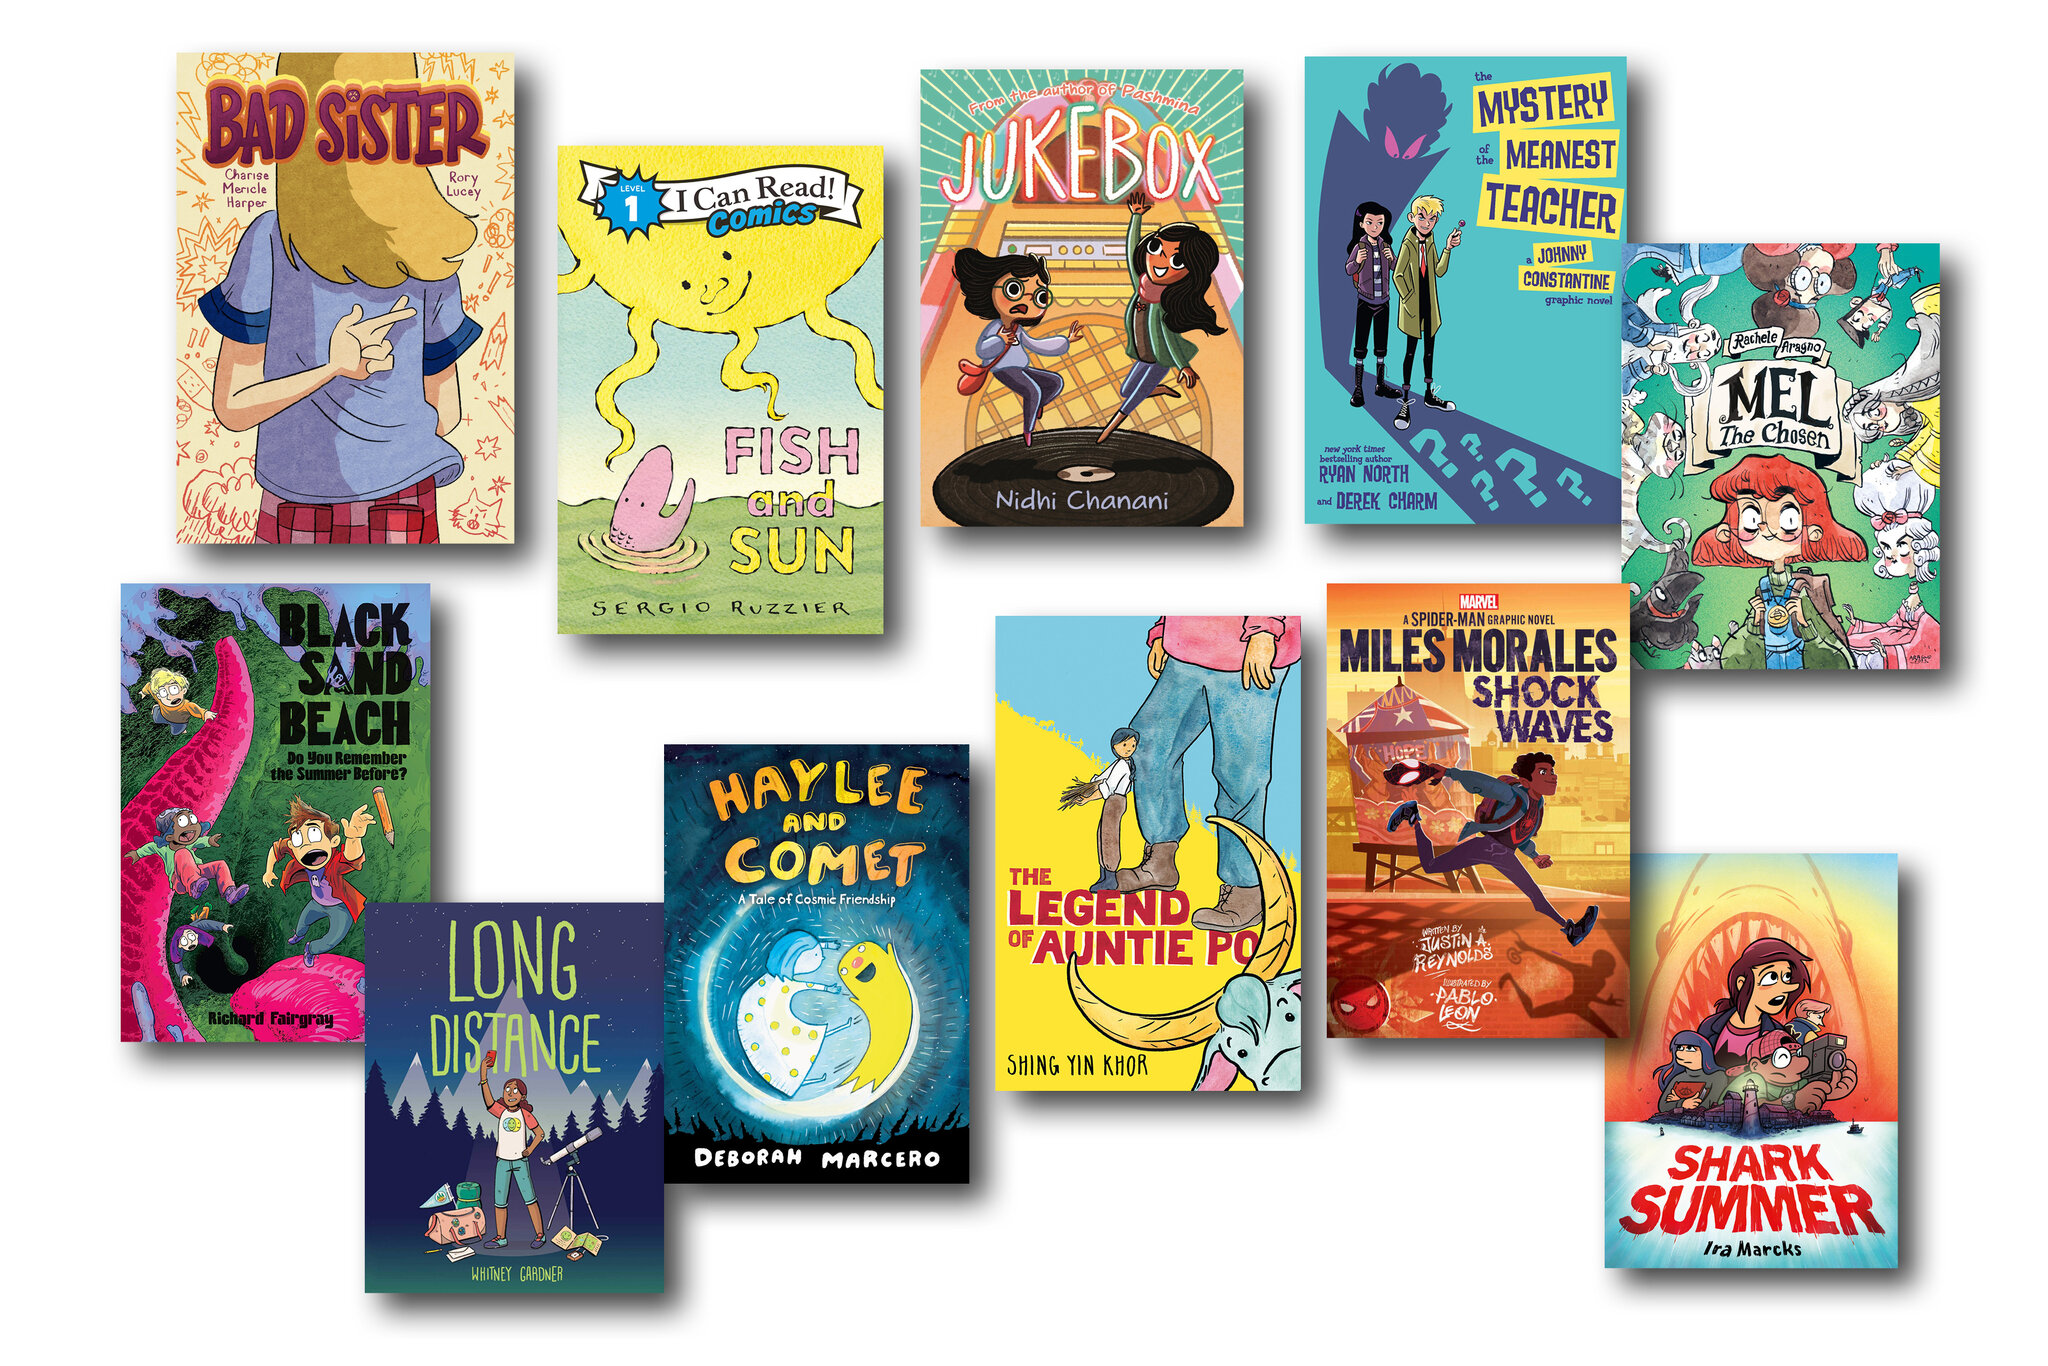 BAD SISTER
Charise
Mericle
Harper
Rory
Lucey
LEVEL
1
I Can Read!
Comics
FISH
and
SUN
SERGIO RUZZIER
From the author of Pashmina
JUKEBOX
Nidhi Chanani
the
MYSTERY
of the
MEANEST
TEACHER
a JOHNNY
CONSTANTINE
graphic novel
new york times
bestselling author
RYAN NORTH
and DEREK CHARM
Rachele Aragno
MEL
The Chosen
BLACK
SAND
BEACH
Do You Remember
the Summer Before?
Richard Fairgray
LONG
DISTANCE
WHITNEY GARDNER
HAYLEE
AND
COMET
A Tale of Cosmic Friendship
DEBORAH MARCERO
THE
LEGEND
OF AUNTIE PO
SHING YIN KHOR
MARVEL
A SPIDER-MAN GRAPHIC NOVEL
MILES MORALES
SHOCK
WAVES
HOPE
WRITTEN BY
JUSTIN A.
REYNOLDS
ILLUSTRATED BY
PABLO
LEON
SHARK
SUMMER
Ira Marcks